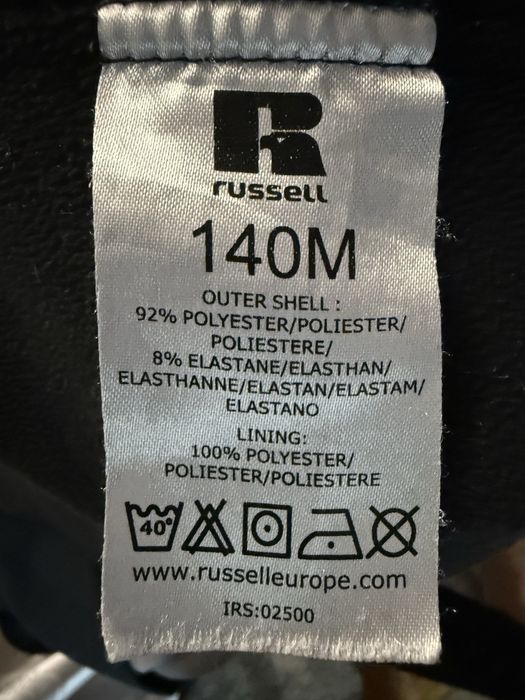 R
russell
140M
OUTER SHELL :
92% POLYESTER/POLIESTER/
POLIESTERE/
8% ELASTANE/ELASTHAN/
ELASTHANNE/ELASTAN/ELASTAM/
ELASTANO
LINING:
100% POLYESTER/
POLIESTER/POLIESTERE
40°
www.russelleurope.com
IRS:02500